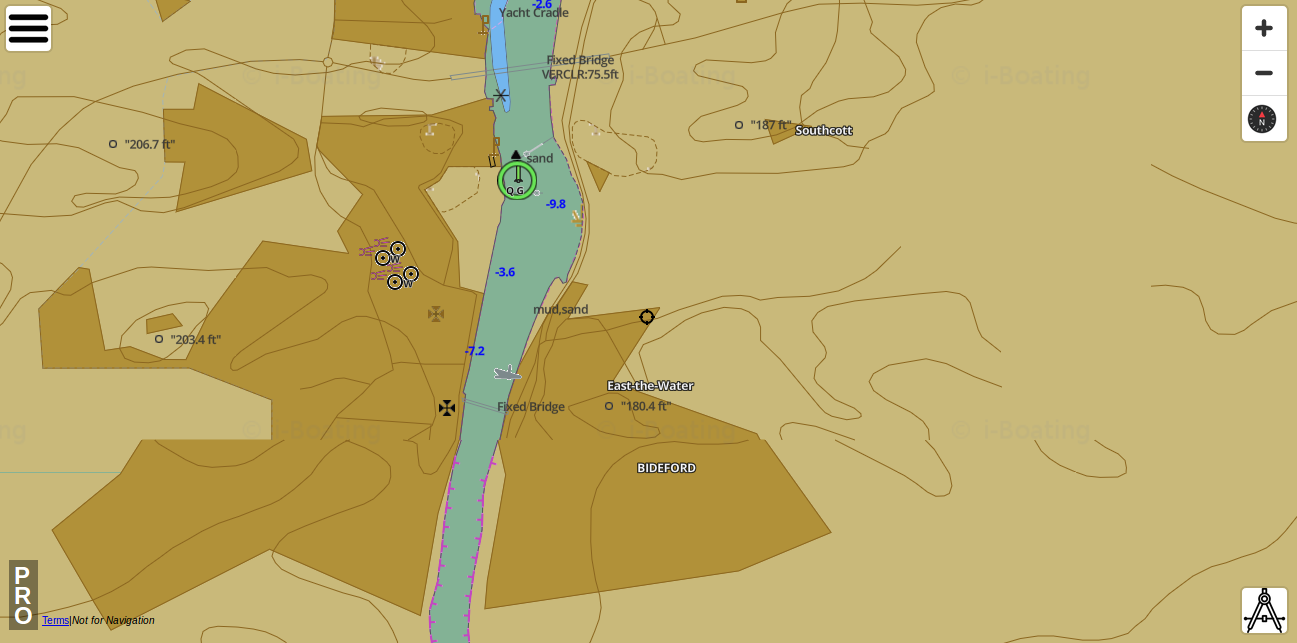 -2.6
Yacht Cradle
Fixed Bridge
VERCLR:75.5ft
© i-Boating
© i-Boating
© i-Boating
ng
"187 ft"
Southcott
"206.7 ft"
sand
Q.G
-9.8
W
W
-3.6
mud,sand
"203.4 ft"
-7.2
East-the-Water
Fixed Bridge
"180.4 ft"
ng
© i-Boating
© i-Boating
© i-Boating
BIDEFORD
N
PRO
Terms|Not for Navigation